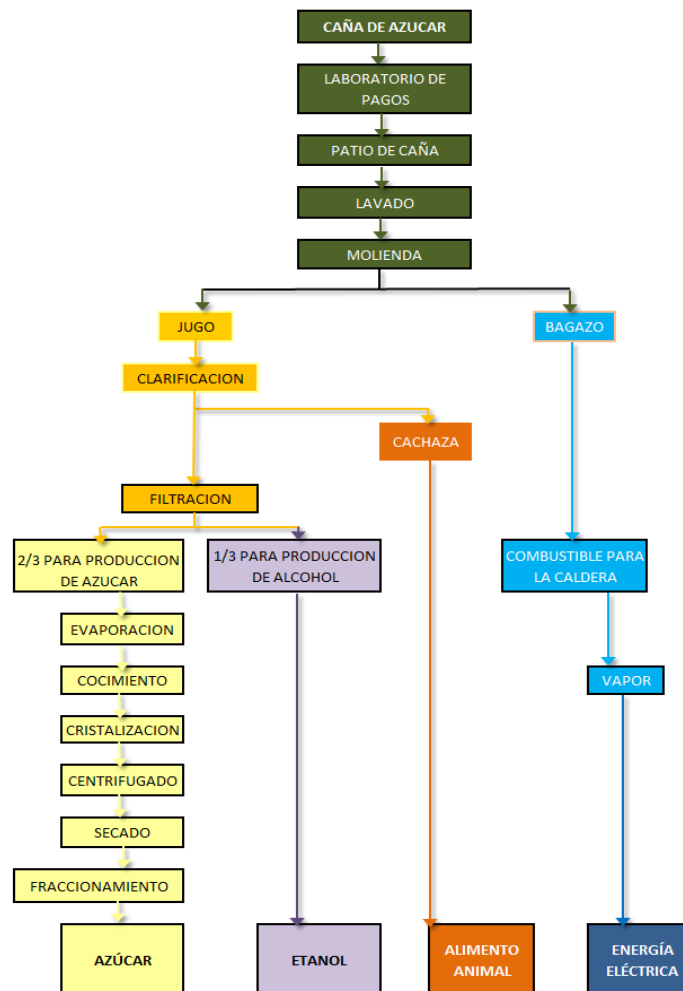 CAÑA DE AZUCAR
LABORATORIO DE
PAGOS
PATIO DE CAÑA
LAVADO
MOLIENDA
JUGO
BAGAZO
CLARIFICACION
CACHAZA
FILTRACION
2/3 PARA PRODUCCION
DE AZUCAR
1/3 PARA PRODUCCION
DE ALCOHOL
COMBUSTIBLE PARA
LA CALDERA
EVAPORACION
COCIMIENTO
VAPOR
CRISTALIZACION
CENTRIFUGADO
SECADO
FRACCIONAMIENTO
AZÚCAR
ETANOL
ALIMENTO
ANIMAL
ENERGÍA
ELÉCTRICA